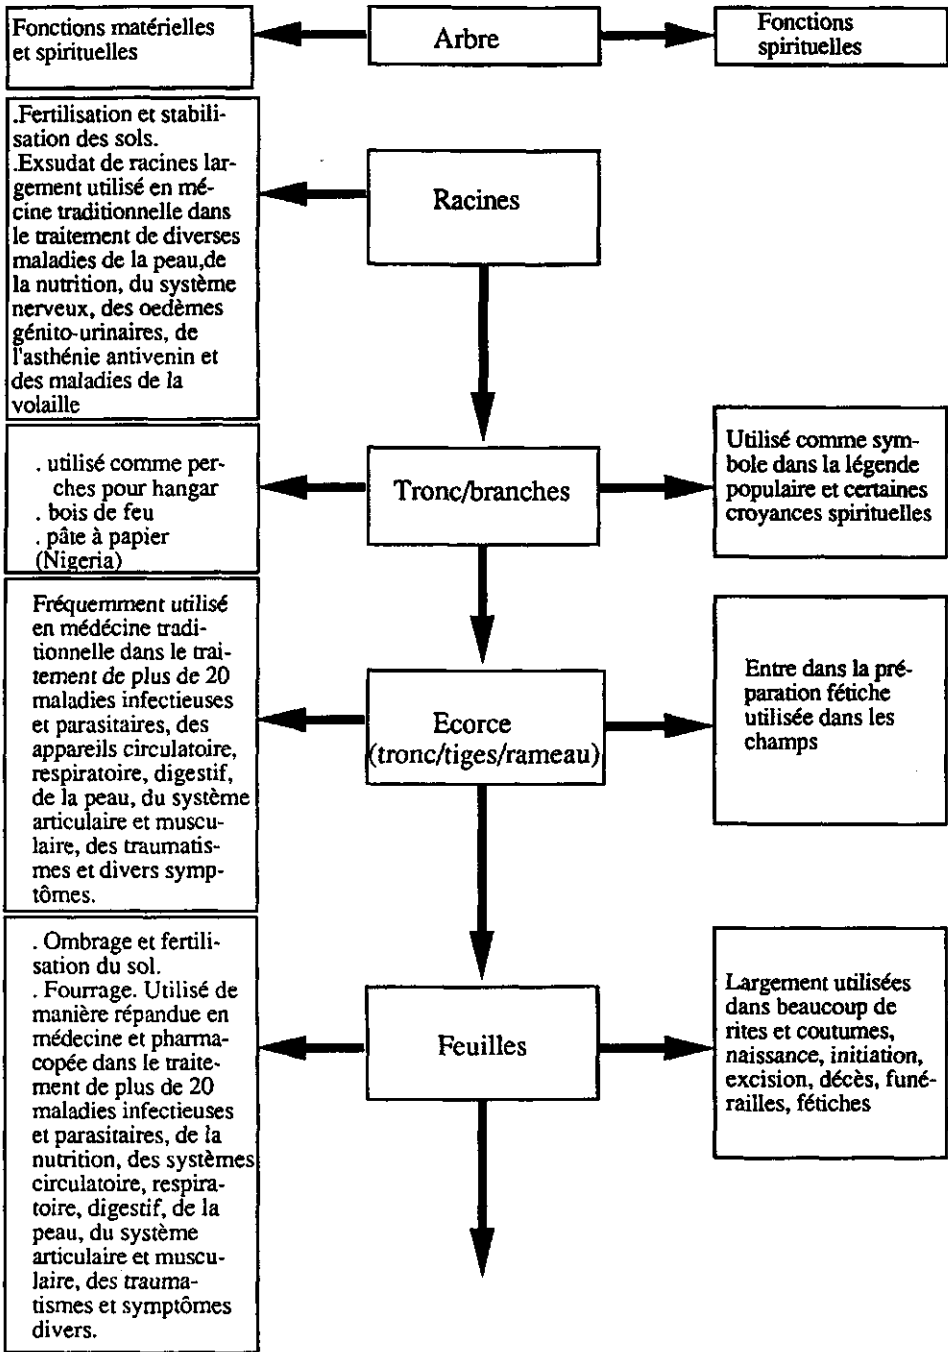 Fonctions matérielles
et spirituelles
Arbre
Fonctions
spirituelles
.Fertilisation et stabili-
sation des sols.
.Exsudat de racines lar-
gement utilisé en mé-
cine traditionnelle dans
le traitement de diverses
maladies de la peau,de
la nutrition, du système
nerveux, des oedèmes
génito-urinaires, de
l'asthénie antivenin et
des maladies de la
volaille
Racines
. utilisé comme per-
ches pour hangar
. bois de feu
. pâte à papier
(Nigeria)
Tronc/branches
Utilisé comme sym-
bole dans la légende
populaire et certaines
croyances spirituelles
Fréquemment utilisé
en médécine tradi-
tionnelle dans le trai-
tement de plus de 20
maladies infectieuses
et parasitaires, des
appareils circulatoire,
respiratoire, digestif,
de la peau, du système
articulaire et muscu-
laire, des traumatis-
mes et divers symp-
tômes.
Ecorce
(tronc/tiges/rameau)
Entre dans la pré-
paration fétiche
utilisée dans les
champs
. Ombrage et fertili-
sation du sol.
. Fourrage. Utilisé de
manière répandue en
médecine et pharma-
copée dans le traite-
ment de plus de 20
maladies infectieuses
et parasitaires, de la
nutrition, des systèmes
circulatoire, respira-
toire, digestif, de la
peau, du système
articulaire et muscu-
laire, des trauma-
tismes et symptômes
divers.
Feuilles
Largement utilisées
dans beaucoup de
rites et coutumes,
naissance, initiation,
excision, décès, funé-
railles, fétiches